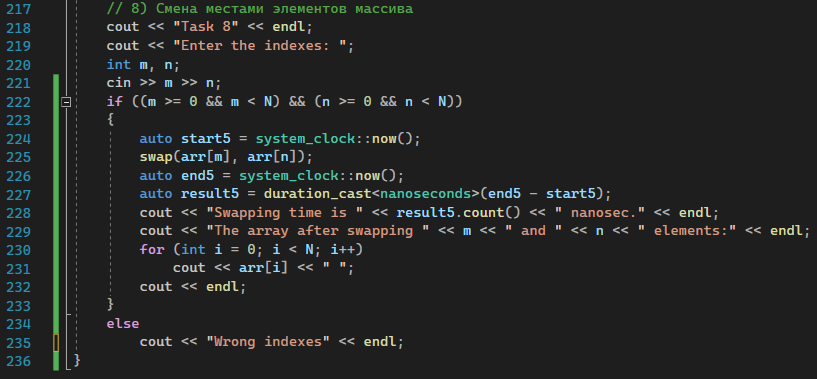 217 // 8) Смена местами элементов массива
218 cout << "Task 8" << endl;
219 cout << "Enter the indexes: ";
220 int m, n;
221 cin >> m >> n;
222 if ((m >= 0 && m < N) && (n >= 0 && n < N))
223 {
224 auto start5 = system_clock::now();
225 swap(arr[m], arr[n]);
226 auto end5 = system_clock::now();
227 auto result5 = duration_cast<nanoseconds>(end5 - start5);
228 cout << "Swapping time is " << result5.count() << " nanosec." << endl;
229 cout << "The array after swapping " << m << " and " << n << " elements:" << endl;
230 for (int i = 0; i < N; i++)
231 cout << arr[i] << " ";
232 cout << endl;
233 }
234 else
235 cout << "Wrong indexes" << endl;
236 }